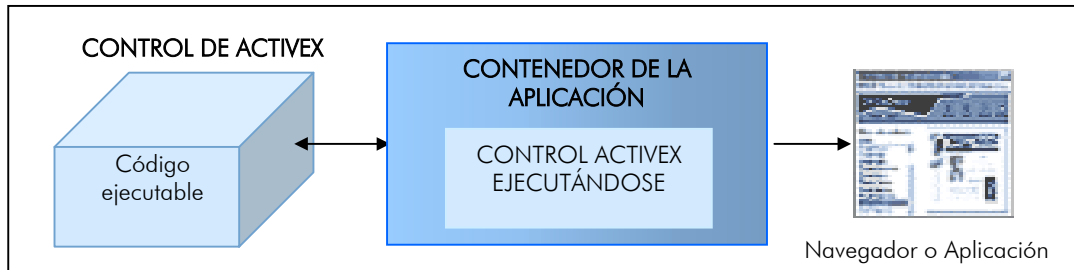 CONTROL DE ACTIVEX
Código
ejecutable
CONTENEDOR DE LA
APLICACIÓN
CONTROL ACTIVEX
EJECUTÁNDOSE
Navegador o Aplicación